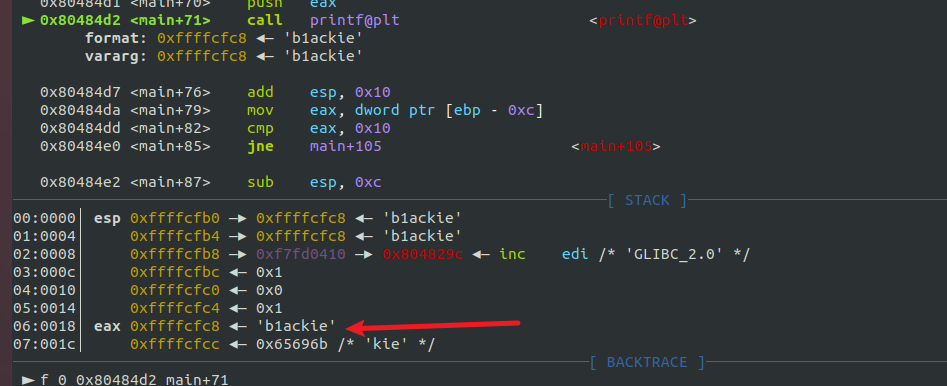 0x80484d1 <main+70> push eax
► 0x80484d2 <main+71> call printf@plt <printf@plt>
format: 0xffffcfc8 ◄— 'b1ackie'
vararg: 0xffffcfc8 ◄— 'b1ackie'
0x80484d7 <main+76> add esp, 0x10
0x80484da <main+79> mov eax, dword ptr [ebp - 0xc]
0x80484dd <main+82> cmp eax, 0x10
0x80484e0 <main+85> jne main+105 <main+105>
0x80484e2 <main+87> sub esp, 0xc
[ STACK ]
00:0000│ esp 0xffffcfb0 —► 0xffffcfc8 ◄— 'b1ackie'
01:0004│ 0xffffcfb4 —► 0xffffcfc8 ◄— 'b1ackie'
02:0008│ 0xffffcfb8 —► 0xf7fd0410 —► 0x804829c ◄— inc edi /* 'GLIBC_2.0' */
03:000c│ 0xffffcfbc ◄— 0x1
04:0010│ 0xffffcfc0 ◄— 0x0
05:0014│ 0xffffcfc4 ◄— 0x1
06:0018│ eax 0xffffcfc8 ◄— 'b1ackie'
07:001c│ 0xffffcfcc ◄— 0x65696b /* 'kie' */
[ BACKTRACE ]
► f 0 0x80484d2 main+71